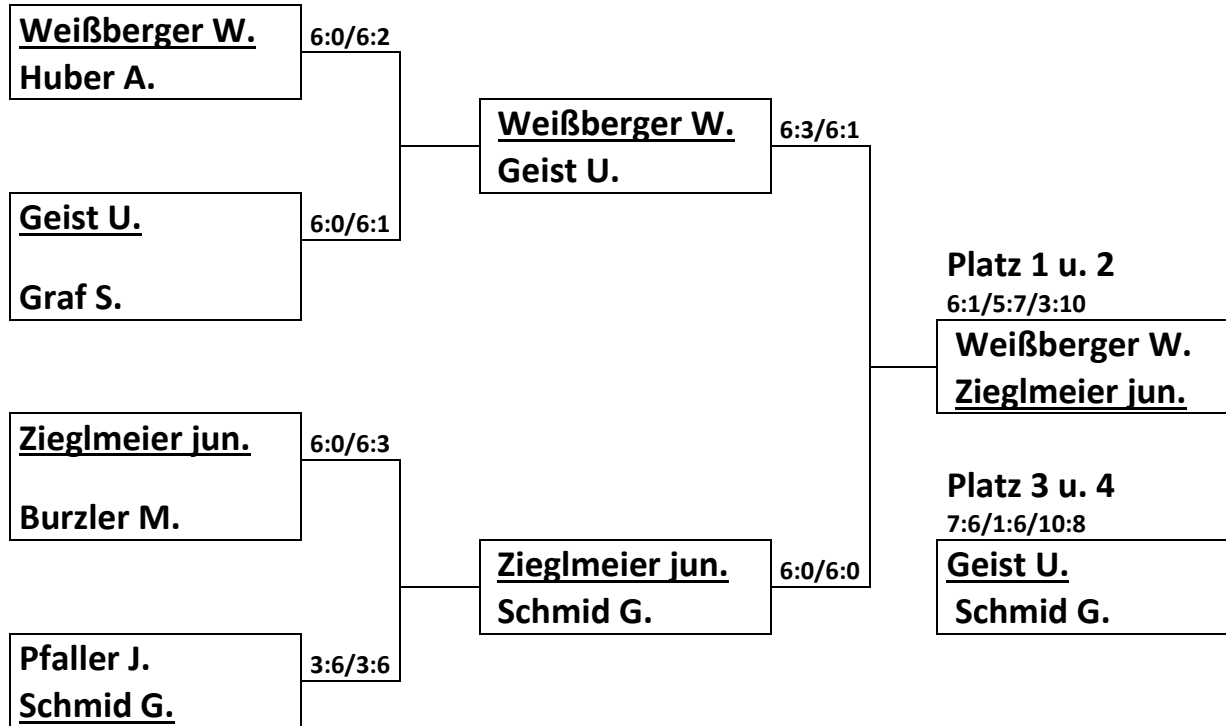 Weißberger W.
6:0/6:2
Huber A.
Weißberger W.
6:3/6:1
Geist U.
Geist U.
6:0/6:1
Graf S.
Platz 1 u. 2
6:1/5:7/3:10
Weißberger W.
Zieglmeier jun.
Zieglmeier jun.
6:0/6:3
Burzler M.
Platz 3 u. 4
7:6/1:6/10:8
Geist U.
Schmid G.
Zieglmeier jun.
6:0/6:0
Schmid G.
Pfaller J.
3:6/3:6
Schmid G.